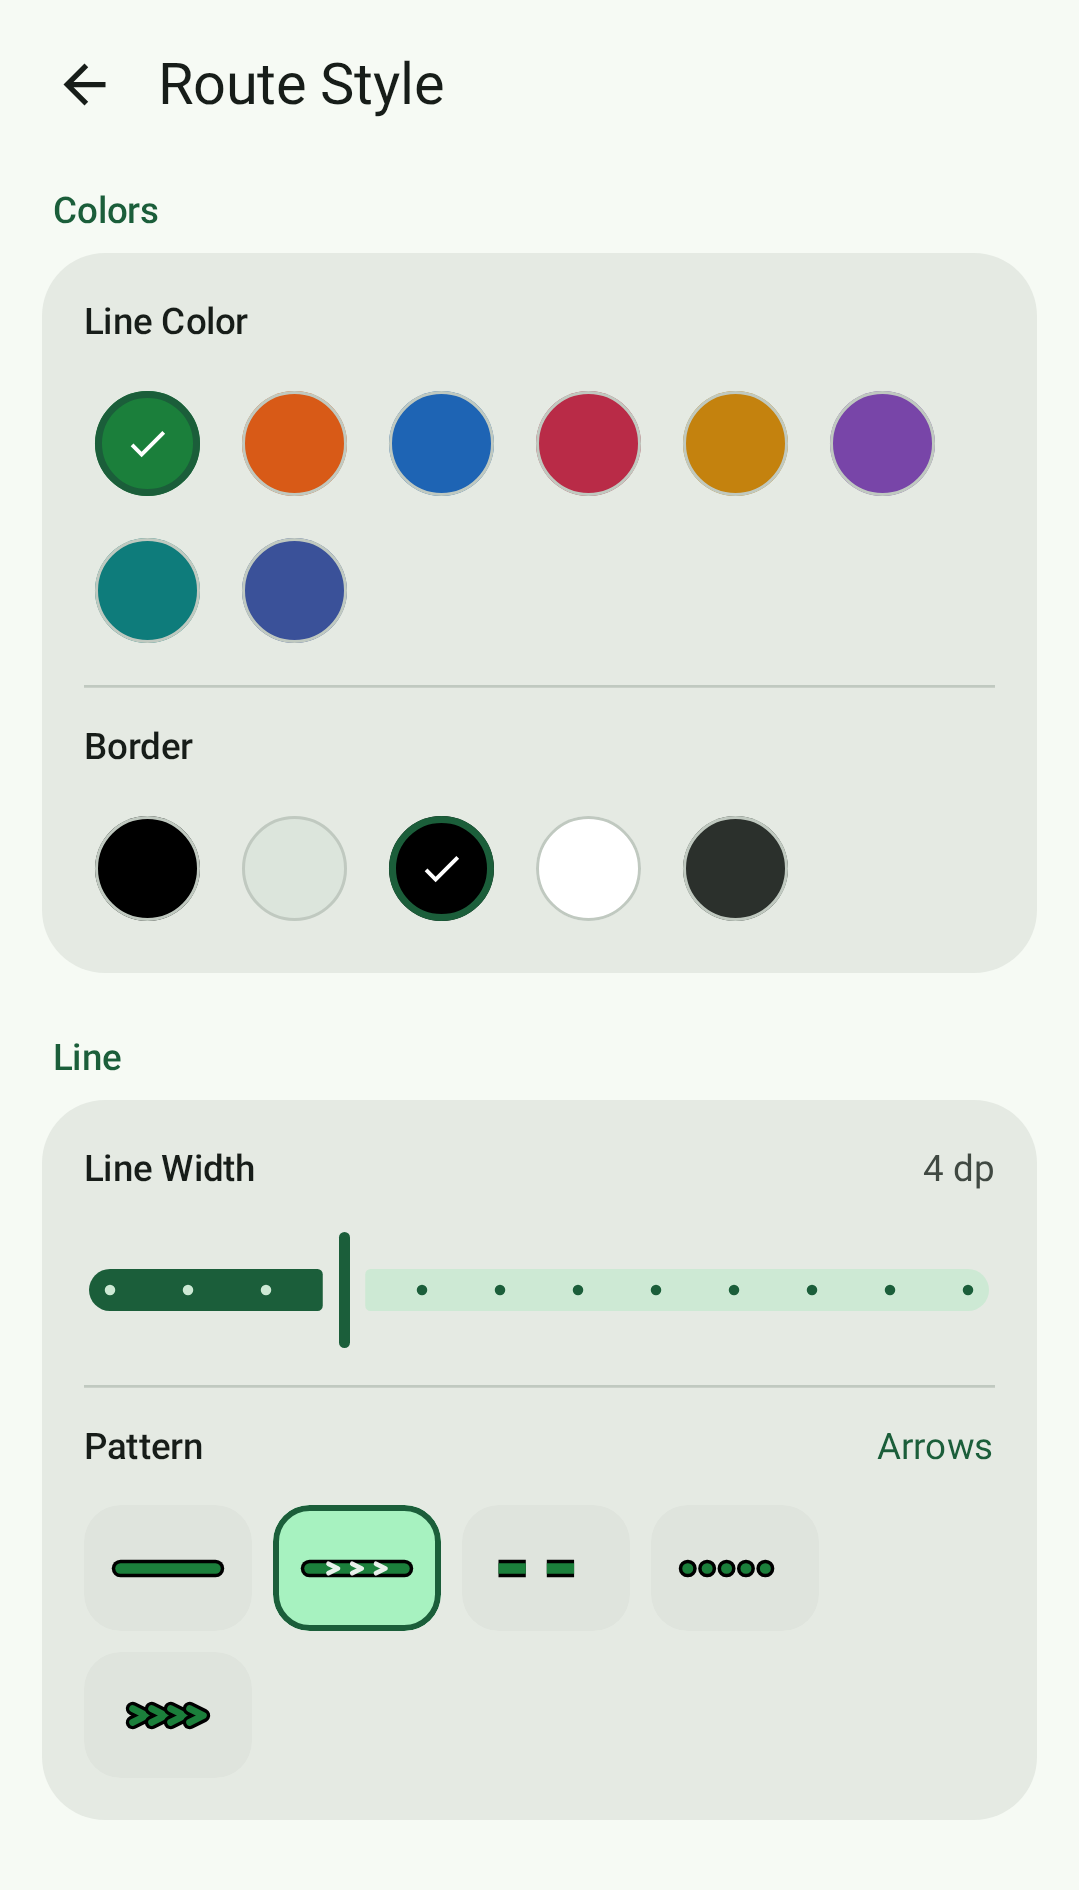 Route Style
Colors
Line Color
Border
Line
Line Width
4 dp
Pattern
Arrows